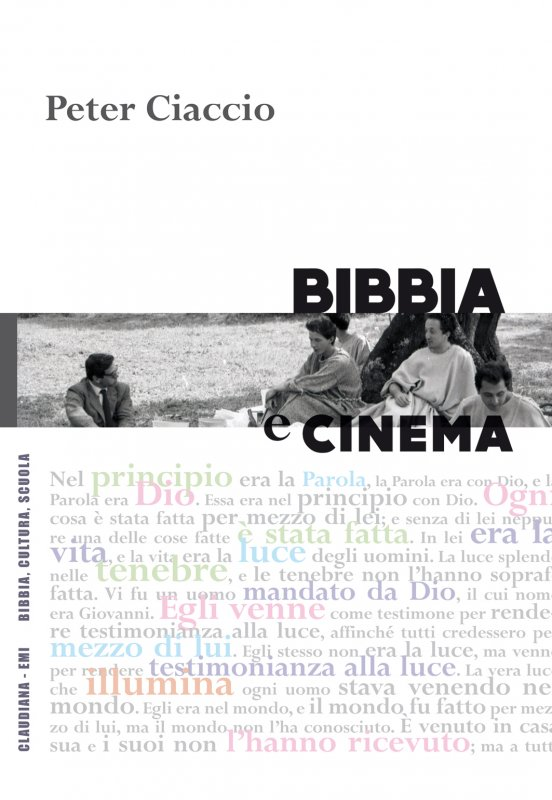 Peter Ciaccio
BIBBIA
e CINEMA
CLAUDIANA - EMI BIBBIA, CULTURA, SCUOLA
Nel principio era la Parola, la Parola era con Dio, e la
Parola era Dio. Essa era nel principio con Dio. Ogni
cosa è stata fatta per mezzo di lei; e senza di lei neppu-
re una delle cose fatte è stata fatta. In lei era la
vita, e la vita era la luce degli uomini. La luce splende
nelle tenebre, e le tenebre non l'hanno sopraf-
fatta. Vi fu un uomo mandato da Dio, il cui nome
era Giovanni. Egli venne come testimone per rende-
re testimonianza alla luce, affinché tutti credessero per
mezzo di lui. Egli stesso non era la luce, ma venne
per rendere testimonianza alla luce. La vera luce
che illumina ogni uomo stava venendo nel
mondo. Egli era nel mondo, e il mondo fu fatto per mez-
zo di lui, ma il mondo non l'ha conosciuto. È venuto in casa
sua e i suoi non l'hanno ricevuto; ma a tutti